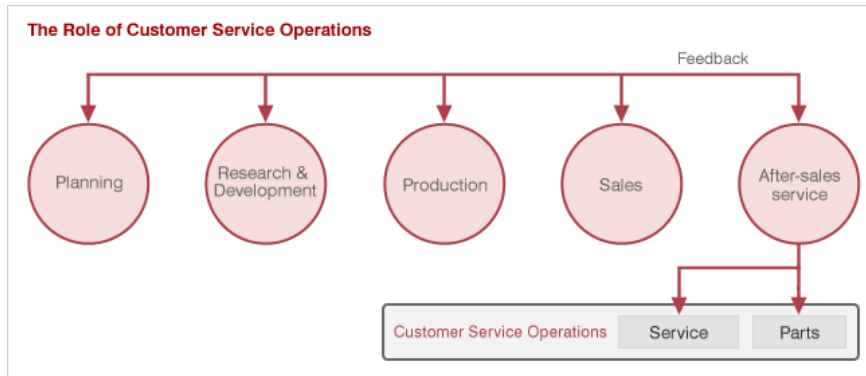 The Role of Customer Service Operations
Feedback
Planning
Research &
Development
Production
Sales
After-sales
service
Customer Service Operations
Service
Parts